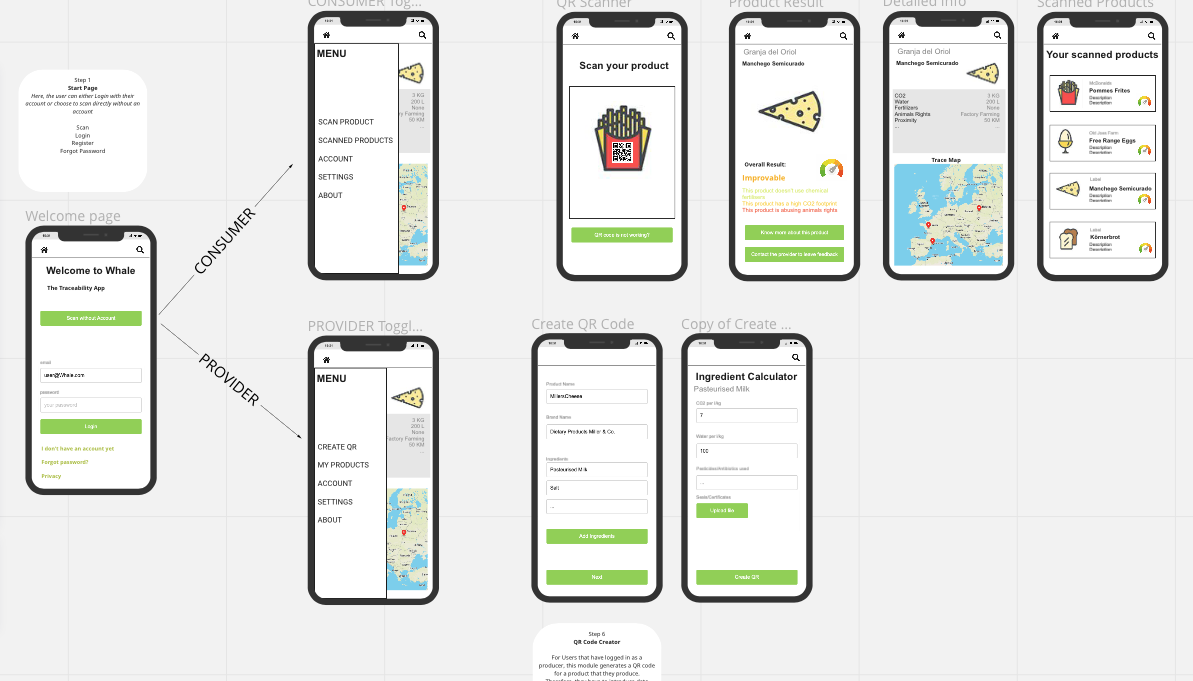 CONSUMER Tog...
QR Scanner
Product Result
Detailed Info
Scanned Products
Step 1
Start Page
Here, the user can either Login with their
account or choose to scan directly without an
account
Scan
Login
Register
Forgot Password
Welcome page
Welcome to Whale
The Traceability App
Scan without Account
email
user@Whale.com
password
your password
Login
I don't have an account yet
Forgot password?
Privacy
CONSUMER
PROVIDER
MENU
SCAN PRODUCT
SCANNED PRODUCTS
ACCOUNT
SETTINGS
ABOUT
3 KG
200 L
None
ry Farming
50 KM
...
Scan your product
QR code is not working?
Granja del Oriol
Manchego Semicurado
Overall Result:
Improvable
This product doesn't use chemical
fertilisers
This product has a high CO2 footprint
This product is abusing animals rights
Know more about this product
Contact the provider to leave feedback
Granja del Oriol
Manchego Semicurado
CO2 3 KG
Water 200 L
Fertilizers None
Animals Rights Factory Farming
Proximity 50 KM
... ...
Trace Map
Your scanned products
McDonalds
Pommes Frites
Description
Description
Old Joes Farm
Free Range Eggs
Description
Description
Label
Manchego Semicurado
Description
Description
Label
Körnerbrot
Description
Description
PROVIDER Toggl...
MENU
CREATE QR
MY PRODUCTS
ACCOUNT
SETTINGS
ABOUT
3 KG
200 L
None
Factory Farming
50 KM
...
Create QR Code
Product Name
MillersCheese
Brand Name
Dietary Products Miller & Co.
Ingredients
Pasteurised Milk
Salt
...
Add Ingredients
Next
Copy of Create ...
Ingredient Calculator
Pasteurised Milk
CO2 per l/kg
7
Water per l/kg
100
Pesticides/Antibiotics used
...
Seals/Certificates
Upload file
Create QR
Step 6
QR Code Creator
For Users that have logged in as a
producer, this module generates a QR code
for a product that they produce.